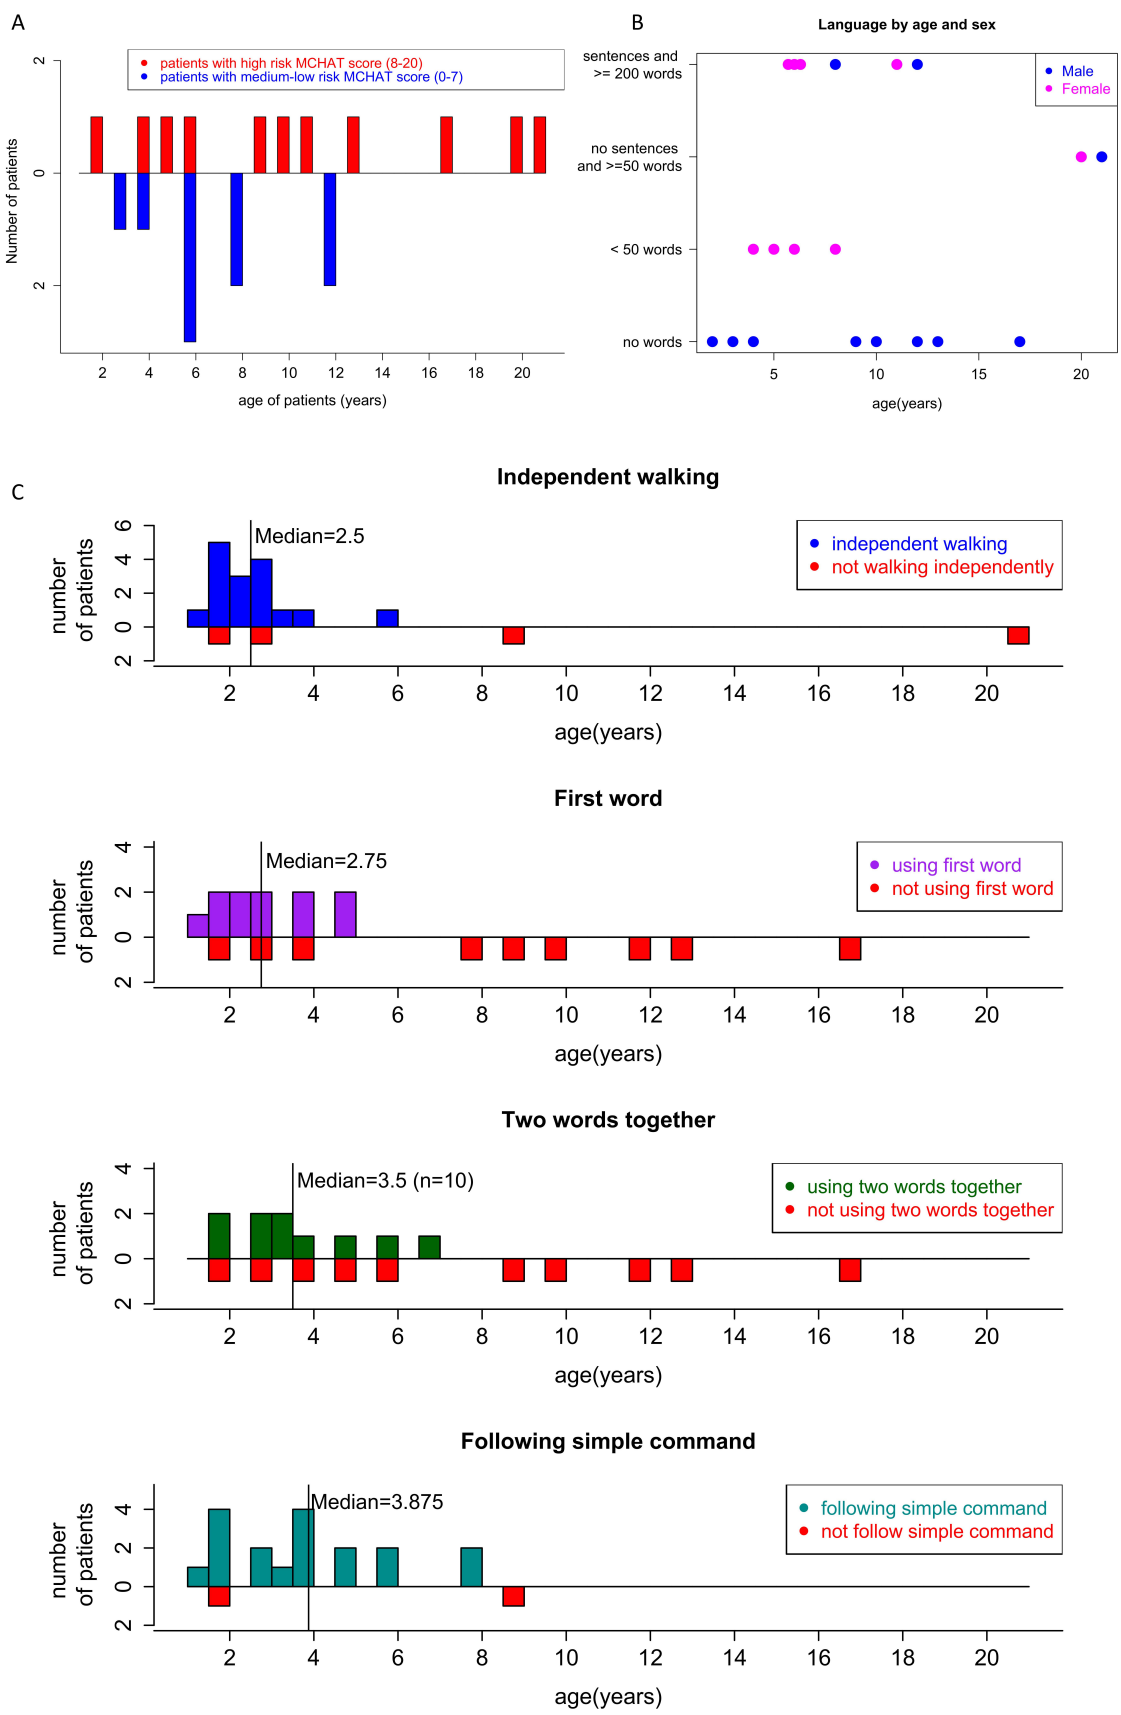 A
patients with high risk MCHAT score (8-20)
patients with medium-low risk MCHAT score (0-7)
Number of patients
2
0
2
2 4 6 8 10 12 14 16 18 20
age of patients (years)
B
Language by age and sex
sentences and
>= 200 words
no sentences
and >=50 words
< 50 words
no words
Male
Female
5 10 15 20
age(years)
C
Independent walking
number
of patients
6
4
2
0
2
Median=2.5
independent walking
not walking independently
2 4 6 8 10 12 14 16 18 20
age(years)
First word
number
of patients
4
2
0
2
Median=2.75
using first word
not using first word
2 4 6 8 10 12 14 16 18 20
age(years)
Two words together
number
of patients
4
2
0
2
Median=3.5 (n=10)
using two words together
not using two words together
2 4 6 8 10 12 14 16 18 20
age(years)
Following simple command
number
of patients
4
2
0
2
Median=3.875
following simple command
not follow simple command
2 4 6 8 10 12 14 16 18 20
age(years)